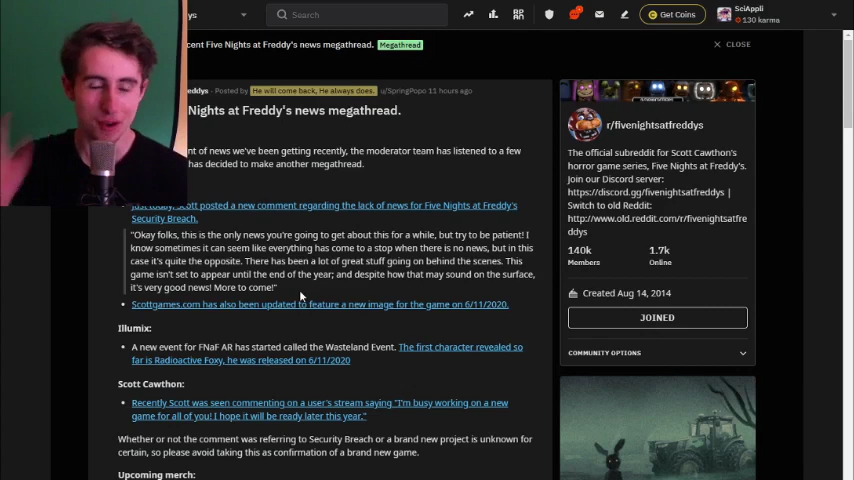 ys
Search
Get Coins
SciAppli
130 karma
cent Five Nights at Freddy's news megathread. Megathread
CLOSE
eddys · Posted by He will come back, He always does. u/SpringPopo 11 hours ago
Nights at Freddy's news megathread.
nt of news we've been getting recently, the moderator team has listened to a few
has decided to make another megathread.
Just today, Scott posted a new comment regarding the lack of news for Five Nights at Freddy's
Security Breach.
"Okay folks, this is the only news you're going to get about this for a while, but try to be patient! I
know sometimes it can seem like everything has come to a stop when there is no news, but in this
case it's quite the opposite. There has been a lot of great stuff going on behind the scenes. This
game isn't set to appear until the end of the year; and despite how that may sound on the surface,
it's very good news! More to come!"
Scottgames.com has also been updated to feature a new image for the game on 6/11/2020.
Illumix:
A new event for FNaF AR has started called the Wasteland Event. The first character revealed so
far is Radioactive Foxy, he was released on 6/11/2020
Scott Cawthon:
Recently Scott was seen commenting on a user's stream saying "I'm busy working on a new
game for all of you! I hope it will be ready later this year."
Whether or not the comment was referring to Security Breach or a brand new project is unknown for
certain, so please avoid taking this as confirmation of a brand new game.
Upcoming merch:
r/fivenightsatfreddys
The official subreddit for Scott Cawthon's
horror game series, Five Nights at Freddy's.
Join our Discord server:
https://discord.gg/fivenightsatfreddys |
Switch to old Reddit:
http://www.old.reddit.com/r/fivenightsatfre
ddys
140k
1.7k
Members
Online
Created Aug 14, 2014
JOINED
COMMUNITY OPTIONS